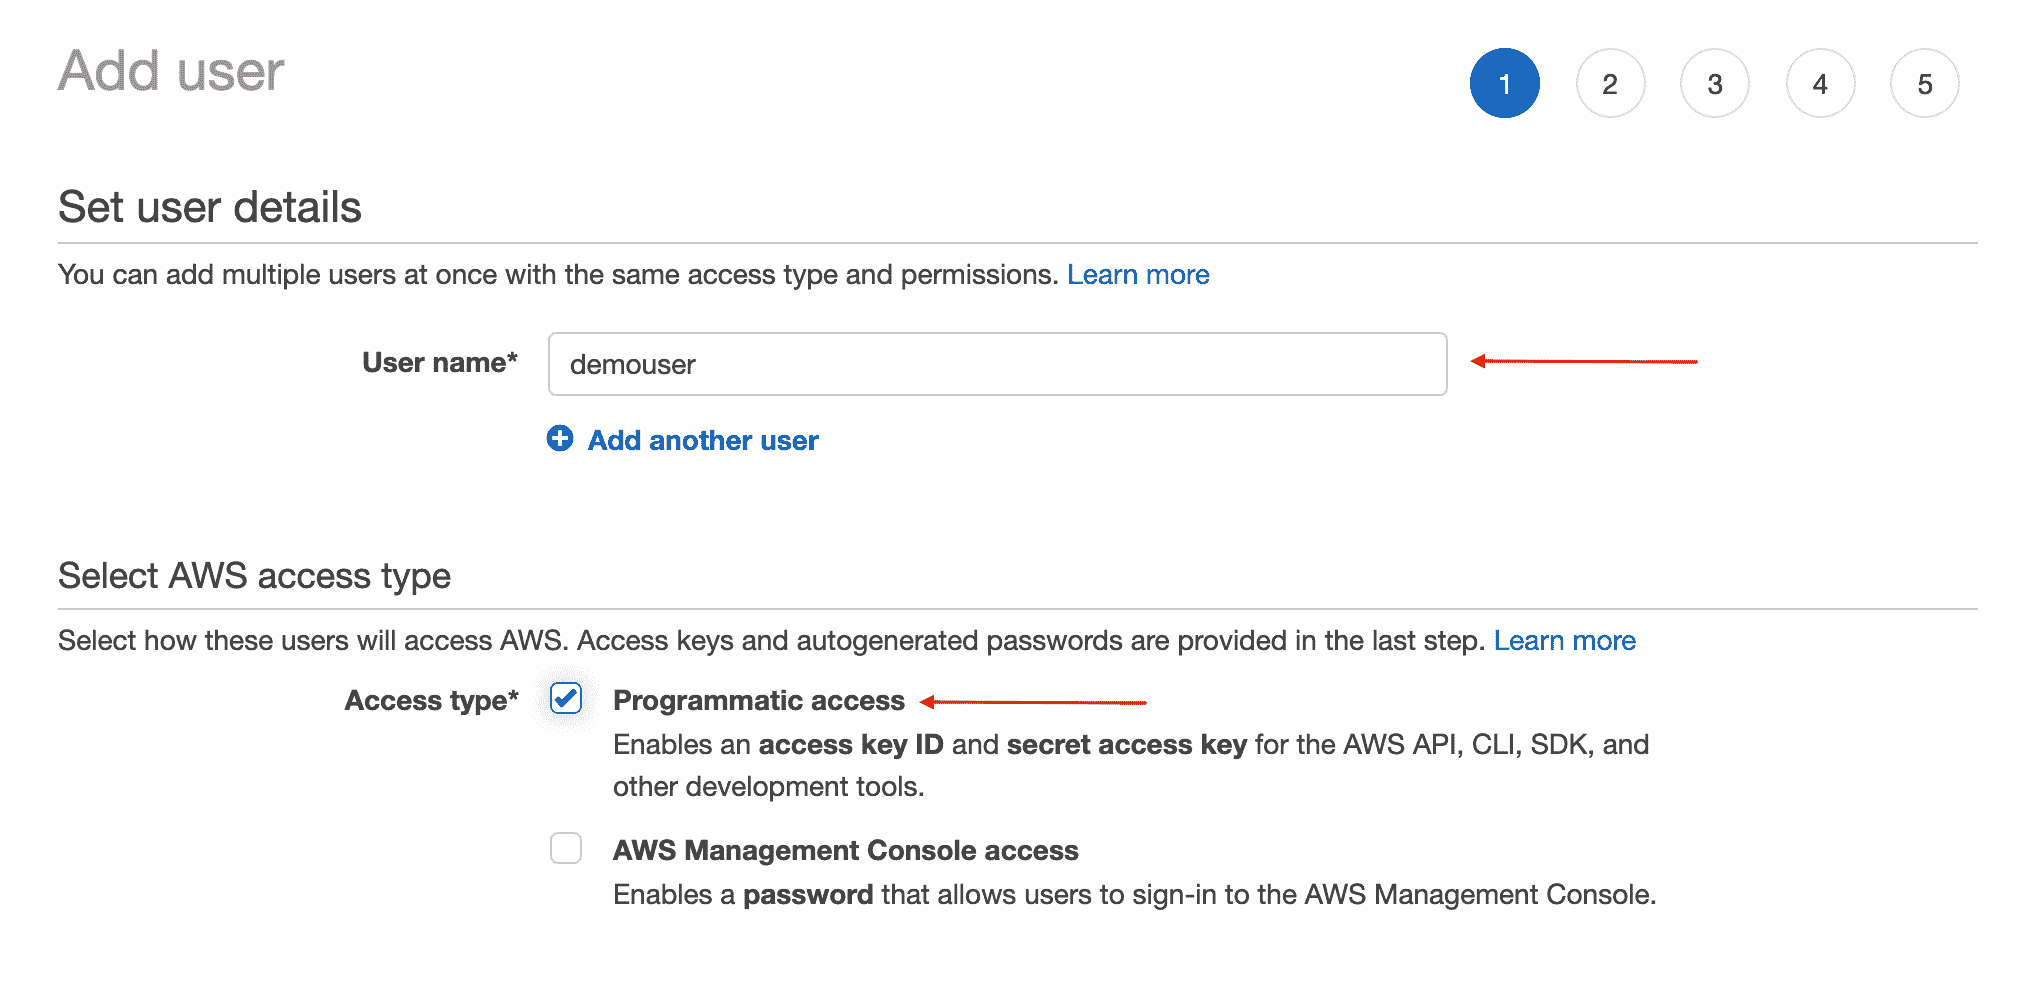 Add user
1 2 3 4 5
Set user details
You can add multiple users at once with the same access type and permissions. Learn more
User name* demouser
Add another user
Select AWS access type
Select how these users will access AWS. Access keys and autogenerated passwords are provided in the last step. Learn more
Access type* Programmatic access
Enables an access key ID and secret access key for the AWS API, CLI, SDK, and
other development tools.
AWS Management Console access
Enables a password that allows users to sign-in to the AWS Management Console.